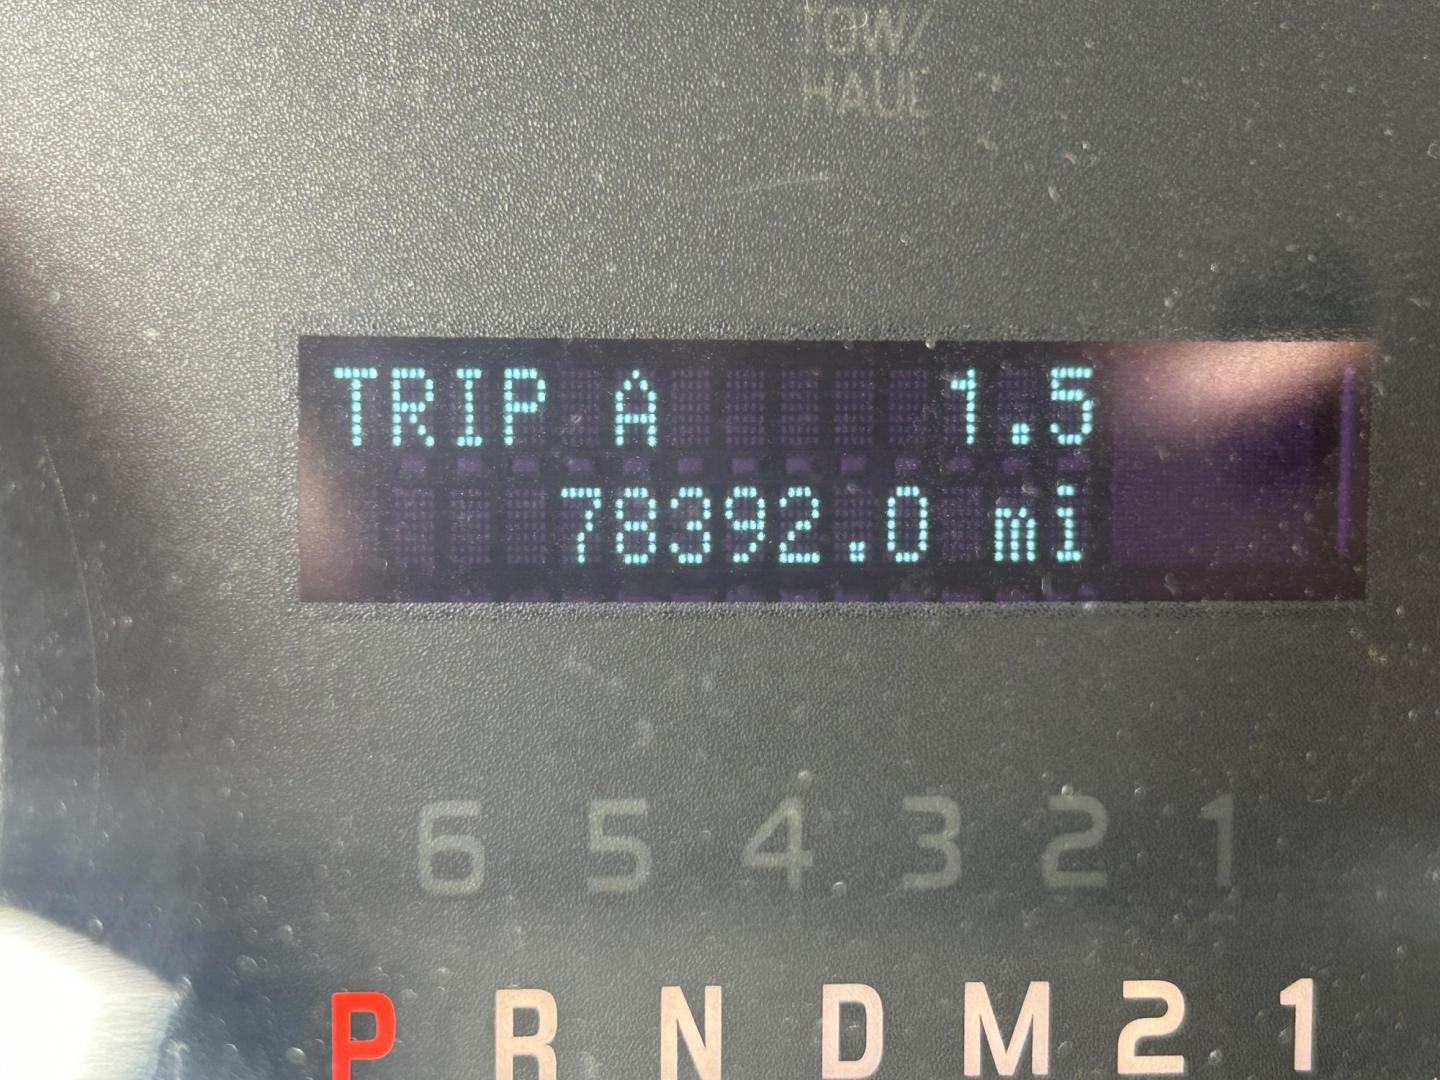 TOW/
HAUL
TRIP A 1.5
78392.0 mi
6 5 4 3 2 1
P R N D M 2 1